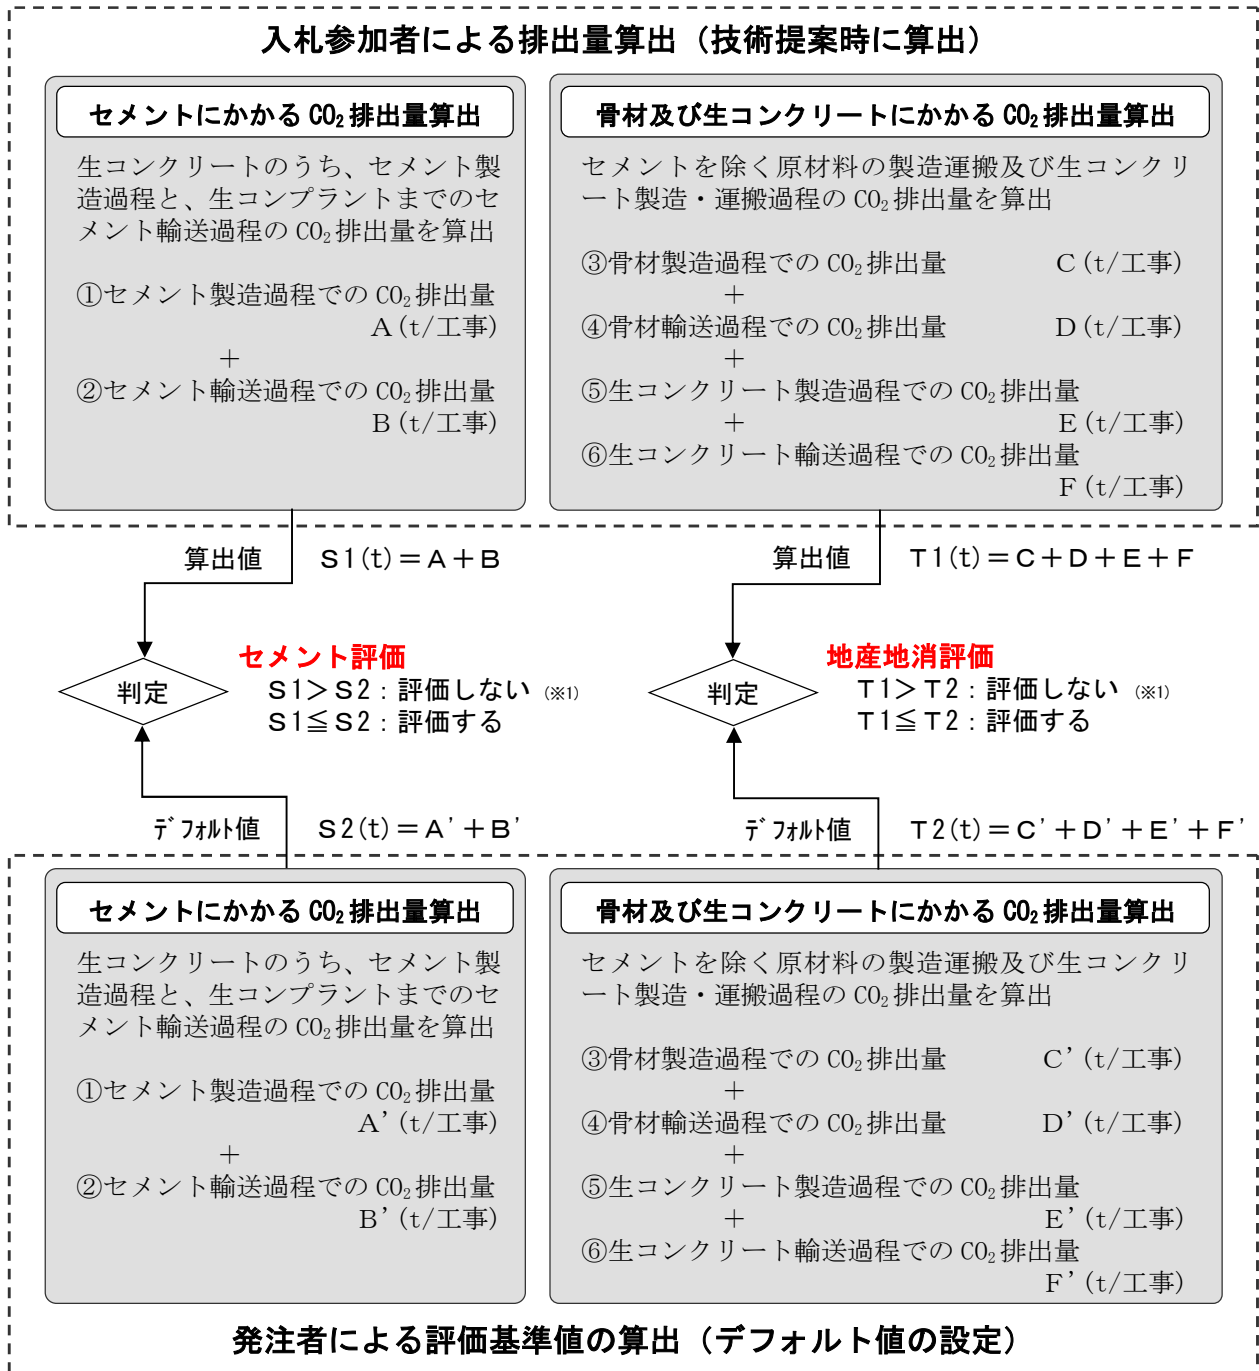 入札参加者による排出量算出（技術提案時に算出）
セメントにかかる CO₂排出量算出
生コンクリートのうち、セメント製
造過程と、生コンプラントまでのセ
メント輸送過程の CO₂排出量を算出
①セメント製造過程での CO₂排出量
A(t/工事)
＋
②セメント輸送過程での CO₂排出量
B(t/工事)
骨材及び生コンクリートにかかる CO₂排出量算出
セメントを除く原材料の製造運搬及び生コンクリ
ート製造・運搬過程の CO₂排出量を算出
③骨材製造過程での CO₂排出量 C(t/工事)
＋
④骨材輸送過程での CO₂排出量 D(t/工事)
＋
⑤生コンクリート製造過程での CO₂排出量
＋ E(t/工事)
⑥生コンクリート輸送過程での CO₂排出量
F(t/工事)
算出値 S1(t)＝A＋B
算出値 T1(t)＝C＋D＋E＋F
セメント評価
判定
S1＞S2：評価しない (※1)
S1≦S2：評価する
地産地消評価
判定
T1＞T2：評価しない (※1)
T1≦T2：評価する
ﾃﾞﾌｫﾙﾄ値 S2(t)＝A'＋B'
ﾃﾞﾌｫﾙﾄ値 T2(t)＝C'＋D'＋E'＋F'
セメントにかかる CO₂排出量算出
生コンクリートのうち、セメント製
造過程と、生コンプラントまでのセ
メント輸送過程の CO₂排出量を算出
①セメント製造過程での CO₂排出量
A’(t/工事)
＋
②セメント輸送過程での CO₂排出量
B’(t/工事)
骨材及び生コンクリートにかかる CO₂排出量算出
セメントを除く原材料の製造運搬及び生コンクリ
ート製造・運搬過程の CO₂排出量を算出
③骨材製造過程での CO₂排出量 C’(t/工事)
＋
④骨材輸送過程での CO₂排出量 D’(t/工事)
＋
⑤生コンクリート製造過程での CO₂排出量
＋ E’(t/工事)
⑥生コンクリート輸送過程での CO₂排出量
F’(t/工事)
発注者による評価基準値の算出（デフォルト値の設定）